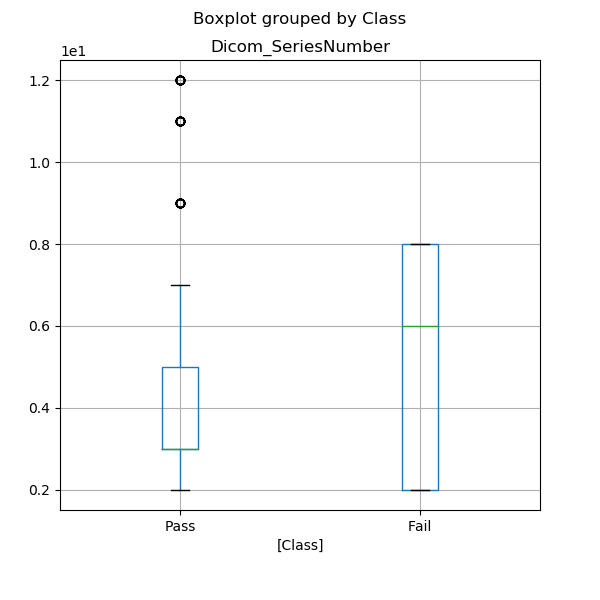 Boxplot grouped by Class
Dicom_SeriesNumber
1e1
1.2
1.0
0.8
0.6
0.4
0.2
Pass Fail
[Class]